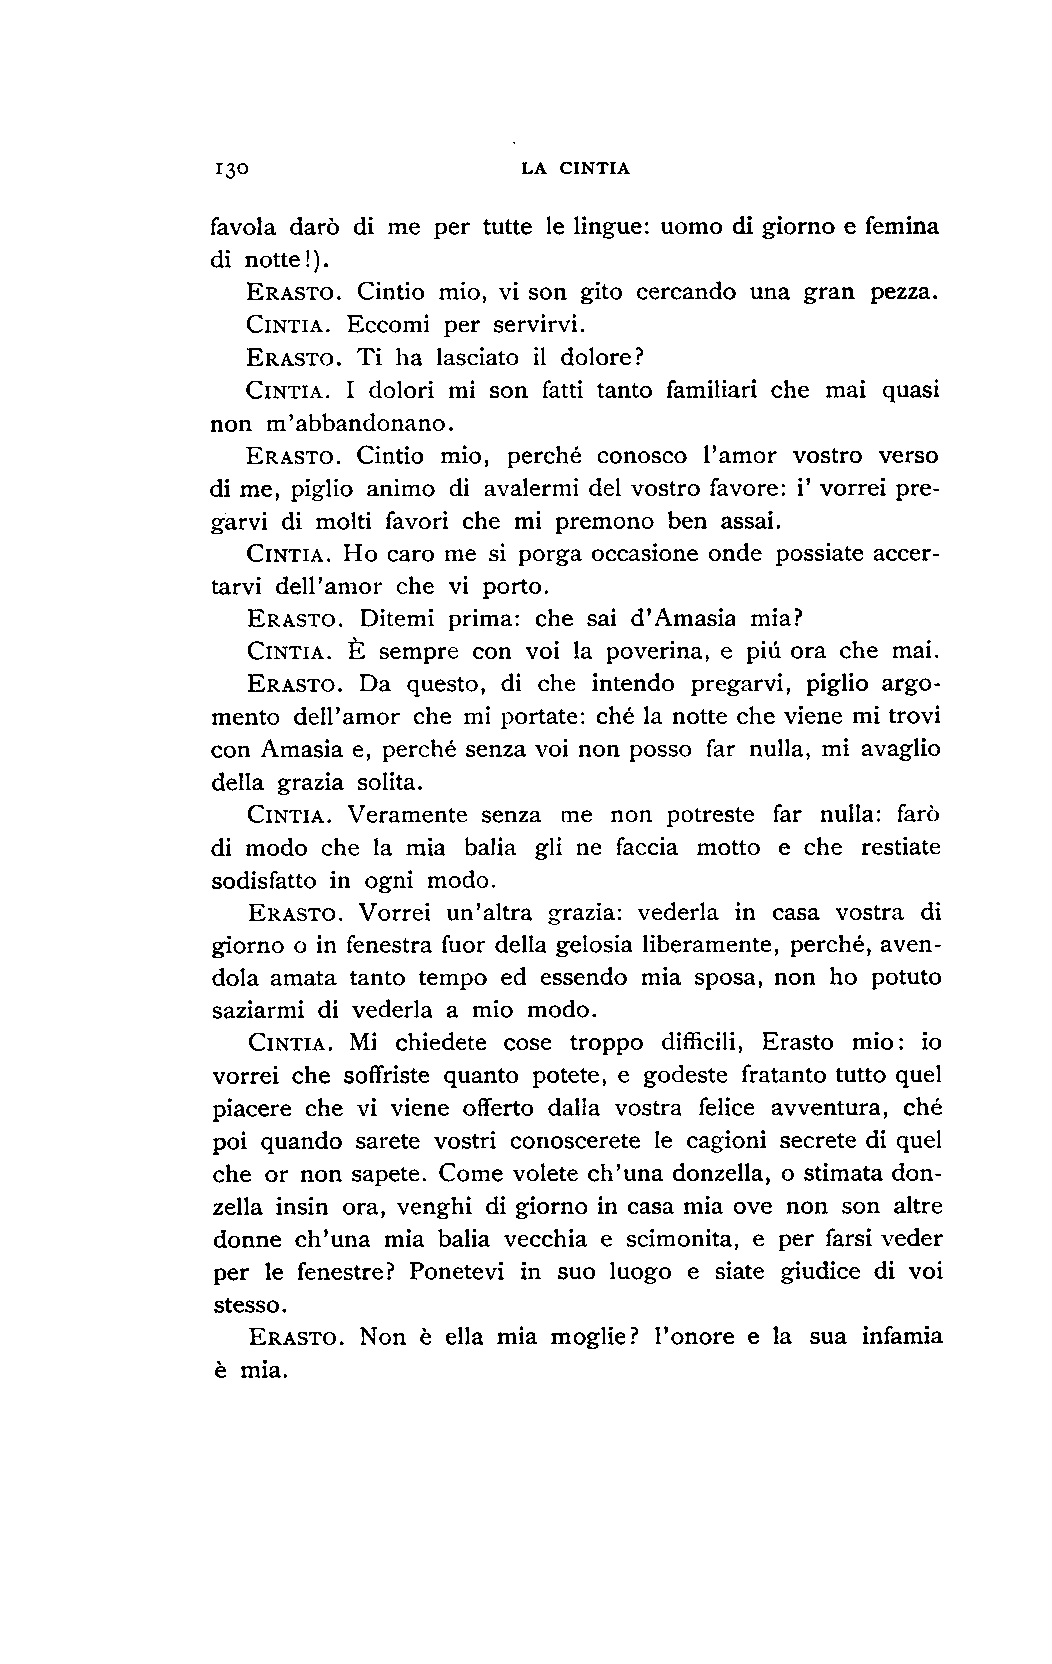 130 LA CINTIA
favola darò di me per tutte le lingue: uomo di giorno e femina
di notte!).
ERASTO. Cintio mio, vi son gito cercando una gran pezza.
CINTIA. Eccomi per servirvi.
ERASTO. Ti ha lasciato il dolore?
CINTIA. I dolori mi son fatti tanto familiari che mai quasi
non m'abbandonano.
ERASTO. Cintio mio, perché conosco l'amor vostro verso
di me, piglio animo di avalermi del vostro favore: i' vorrei pre-
garvi di molti favori che mi premono ben assai.
CINTIA. Ho caro me si porga occasione onde possiate accer-
tarvi dell'amor che vi porto.
ERASTO. Ditemi prima: che sai d'Amasia mia?
CINTIA. È sempre con voi la poverina, e piú ora che mai.
ERASTO. Da questo, di che intendo pregarvi, piglio argo-
mento dell'amor che mi portate: ché la notte che viene mi trovi
con Amasia e, perché senza voi non posso far nulla, mi avaglio
della grazia solita.
CINTIA. Veramente senza me non potreste far nulla: farò
di modo che la mia balia gli ne faccia motto e che restiate
sodisfatto in ogni modo.
ERASTO. Vorrei un'altra grazia: vederla in casa vostra di
giorno o in fenestra fuor della gelosia liberamente, perché, aven-
dola amata tanto tempo ed essendo mia sposa, non ho potuto
saziarmi di vederla a mio modo.
CINTIA. Mi chiedete cose troppo difficili, Erasto mio: io
vorrei che soffriste quanto potete, e godeste fratanto tutto quel
piacere che vi viene offerto dalla vostra felice avventura, ché
poi quando sarete vostri conoscerete le cagioni secrete di quel
che or non sapete. Come volete ch'una donzella, o stimata don-
zella insin ora, venghi di giorno in casa mia ove non son altre
donne ch'una mia balia vecchia e scimonita, e per farsi veder
per le fenestre? Ponetevi in suo luogo e siate giudice di voi
stesso.
ERASTO. Non è ella mia moglie? l'onore e la sua infamia
è mia.